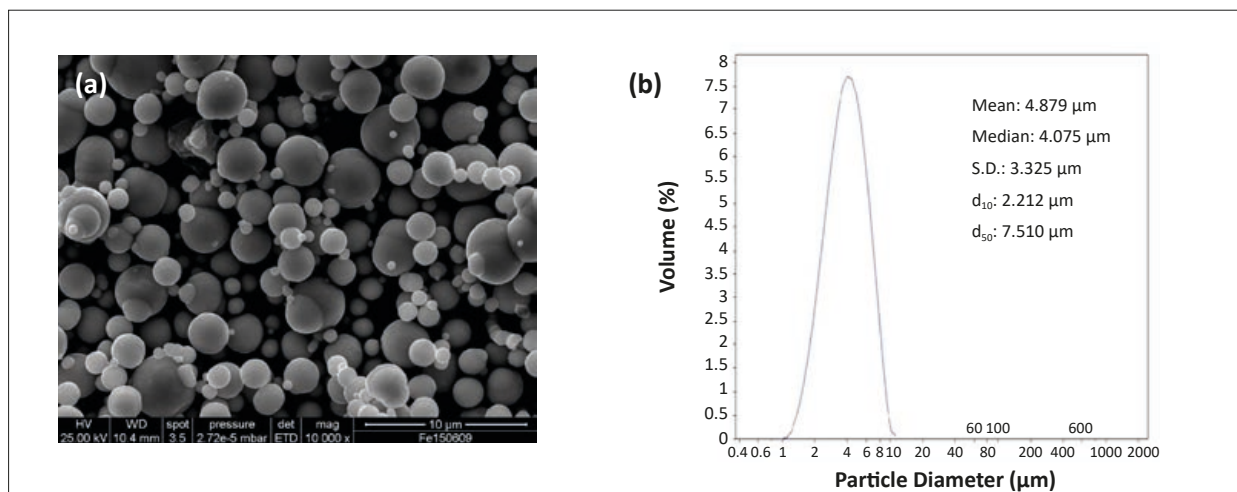 (a)
HV WD spot pressure det mag 10 µm
25.00 kV 10.4 mm 3.5 2.72e-5 mbar ETD 10 000 x Fe150609
(b)
Volume (%)
8
7.5
7
6.5
6
5.5
5
4.5
4
3.5
3
2.5
2
1.5
1
0.5
0
Mean: 4.879 µm
Median: 4.075 µm
S.D.: 3.325 µm
d₁₀: 2.212 µm
d₅₀: 7.510 µm
60 100 600
0.4 0.6 1 2 4 6 8 10 20 40 200 400 1000 2000
Particle Diameter (µm)